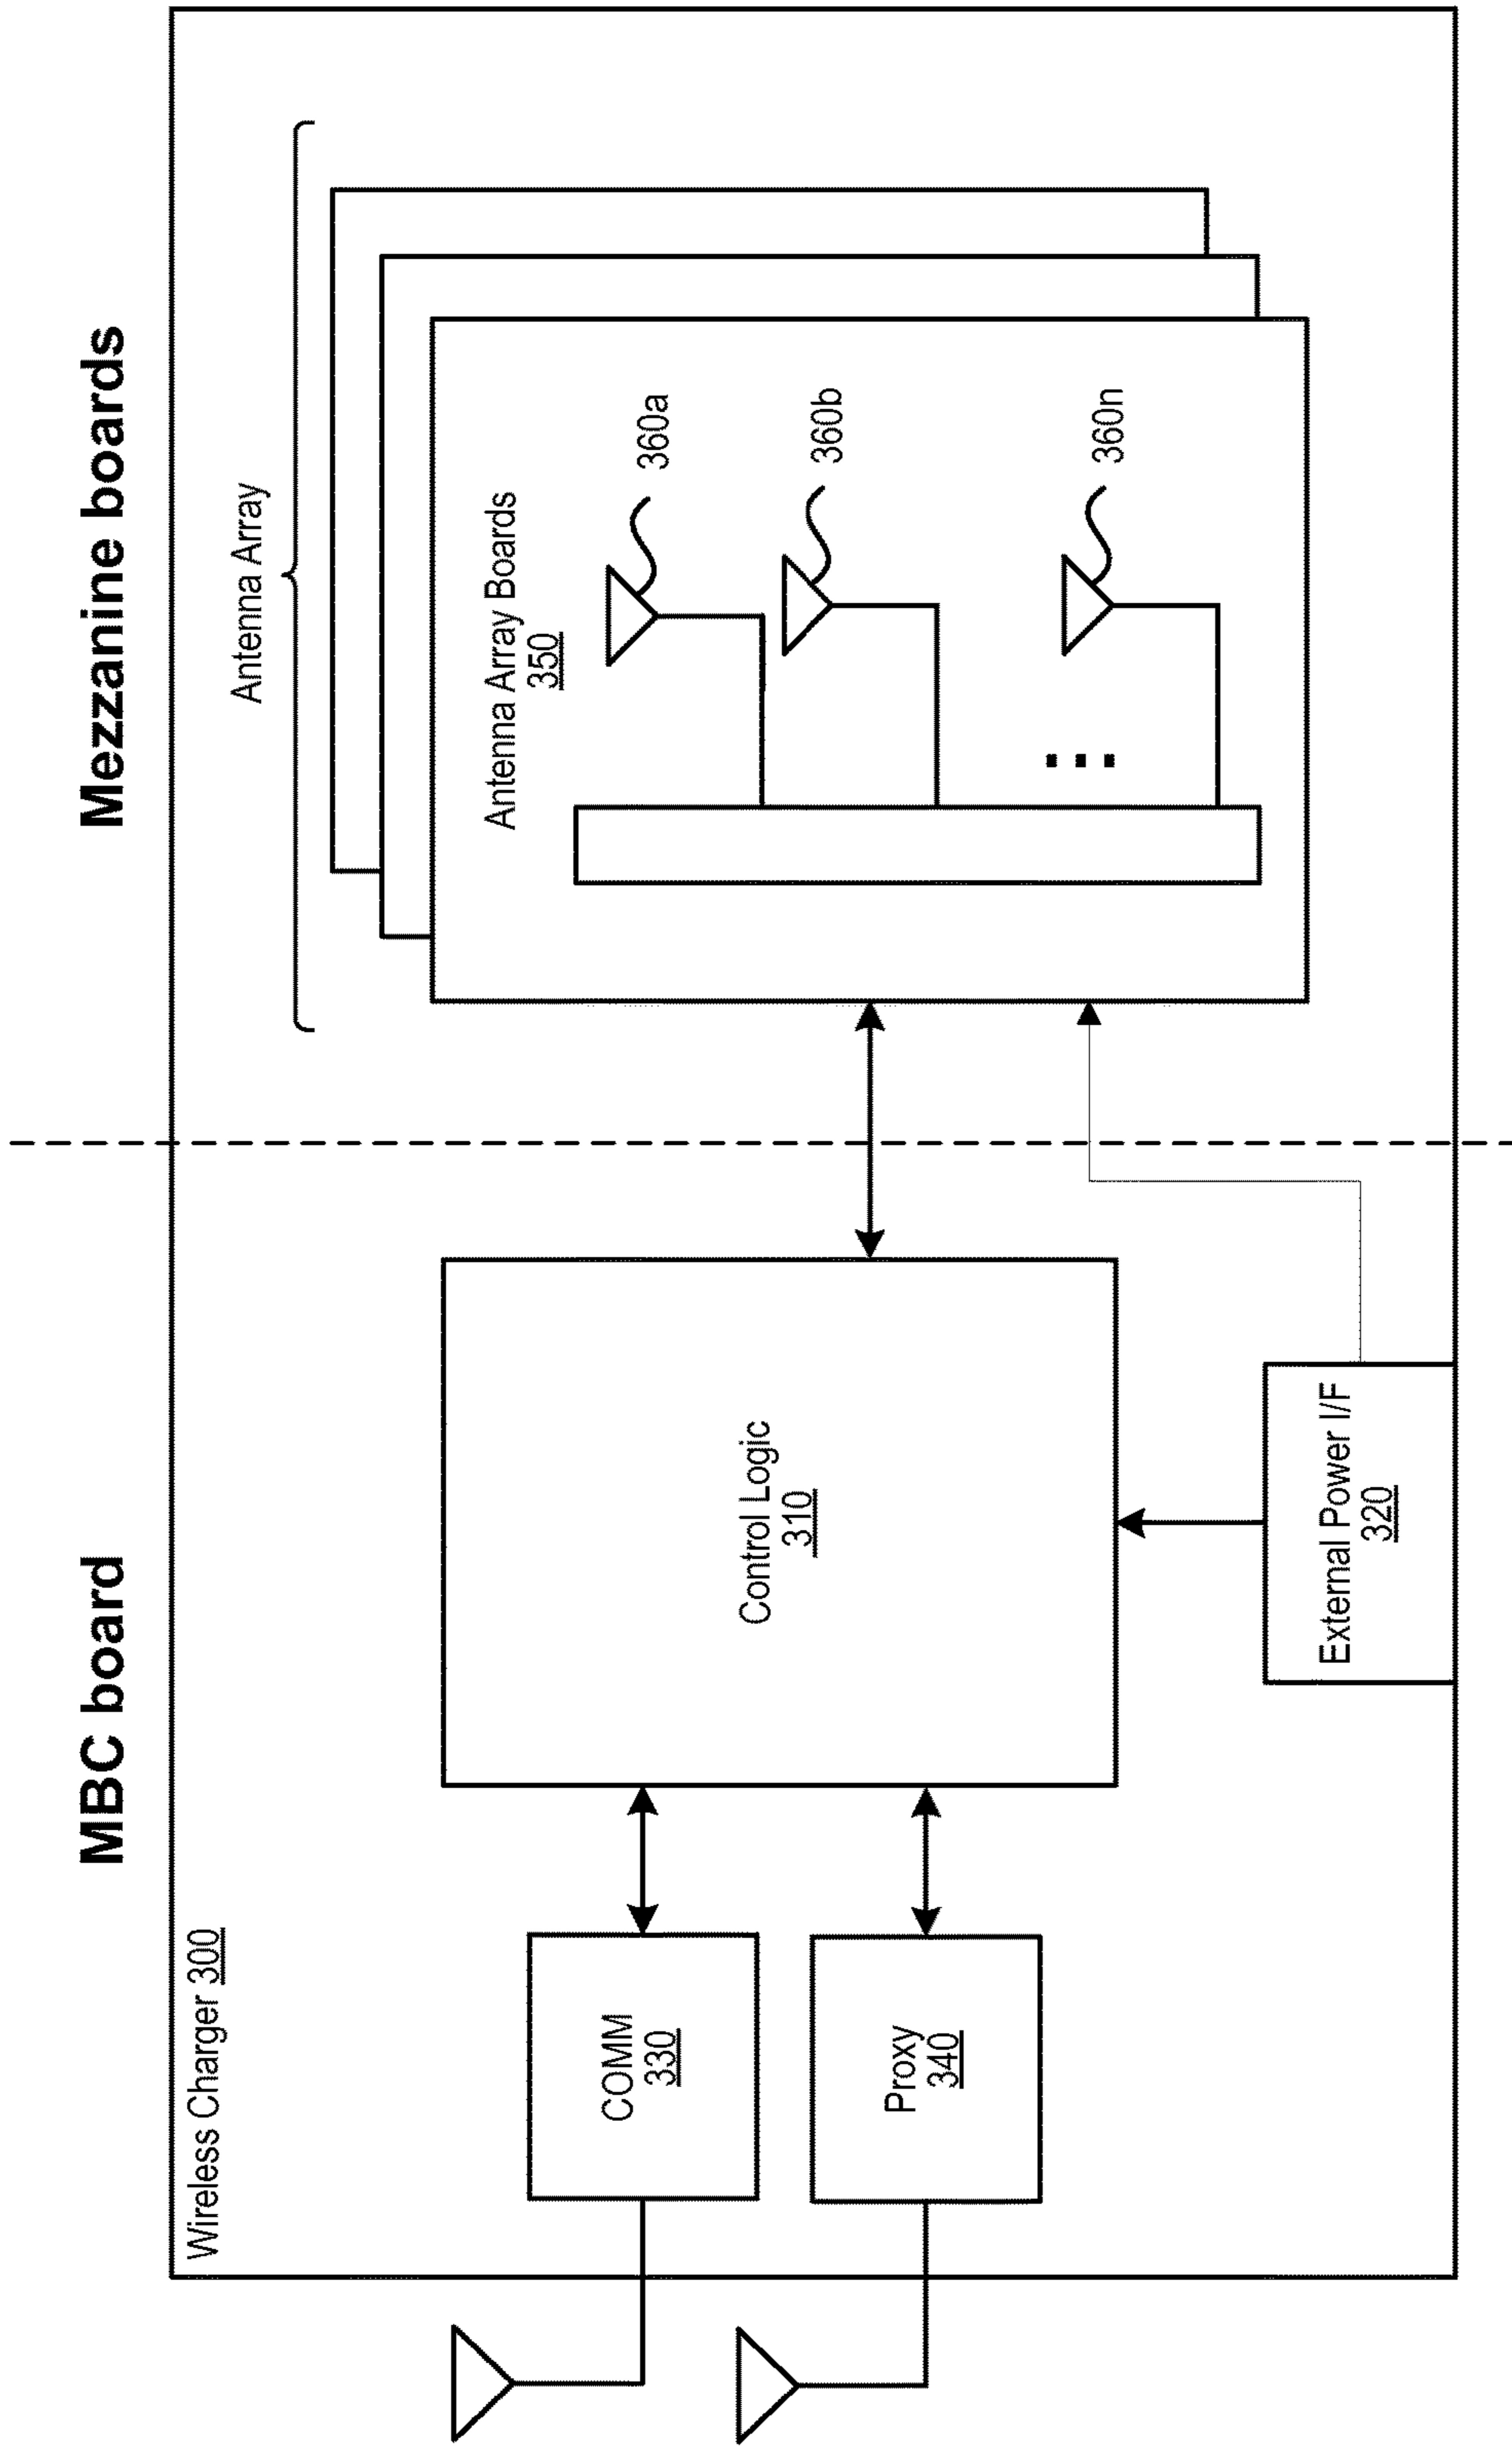 MBC board
Mezzanine boards
Wireless Charger 300
Antenna Array
COMM
330
Proxy
340
Control Logic
310
External Power I/F
320
Antenna Array Boards
350
360a
360b
360n